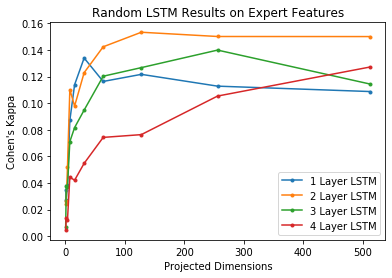 Random LSTM Results on Expert Features
Cohen's Kappa
0.16
0.14
0.12
0.10
0.08
0.06
0.04
0.02
0.00
0 100 200 300 400 500
Projected Dimensions
1 Layer LSTM
2 Layer LSTM
3 Layer LSTM
4 Layer LSTM